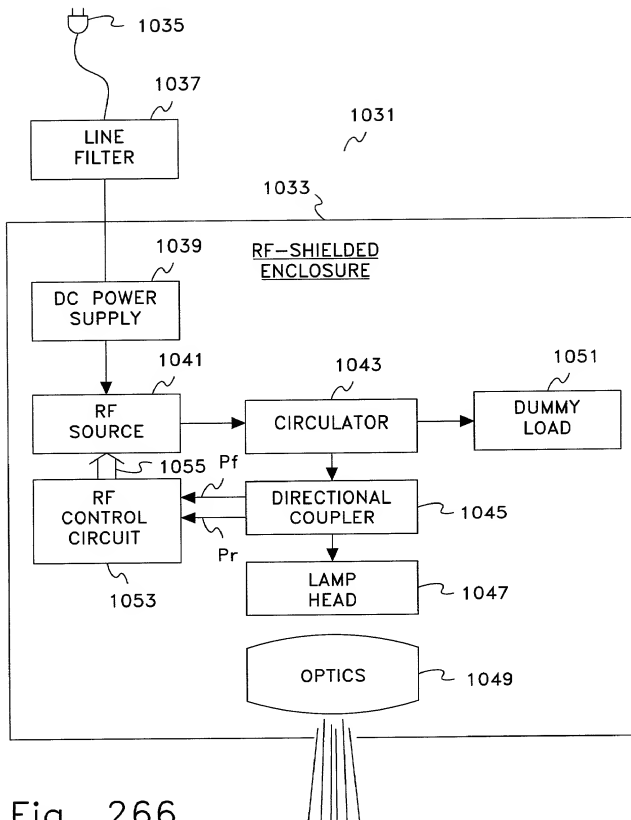 1035
1037
LINE
FILTER
1031
1033
1039
RF-SHIELDED
ENCLOSURE
DC POWER
SUPPLY
1041
1043
1051
RF
SOURCE
CIRCULATOR
DUMMY
LOAD
1055
Pf
RF
CONTROL
CIRCUIT
DIRECTIONAL
COUPLER
1045
Pr
1053
LAMP
HEAD
1047
OPTICS
1049
Fig. 266